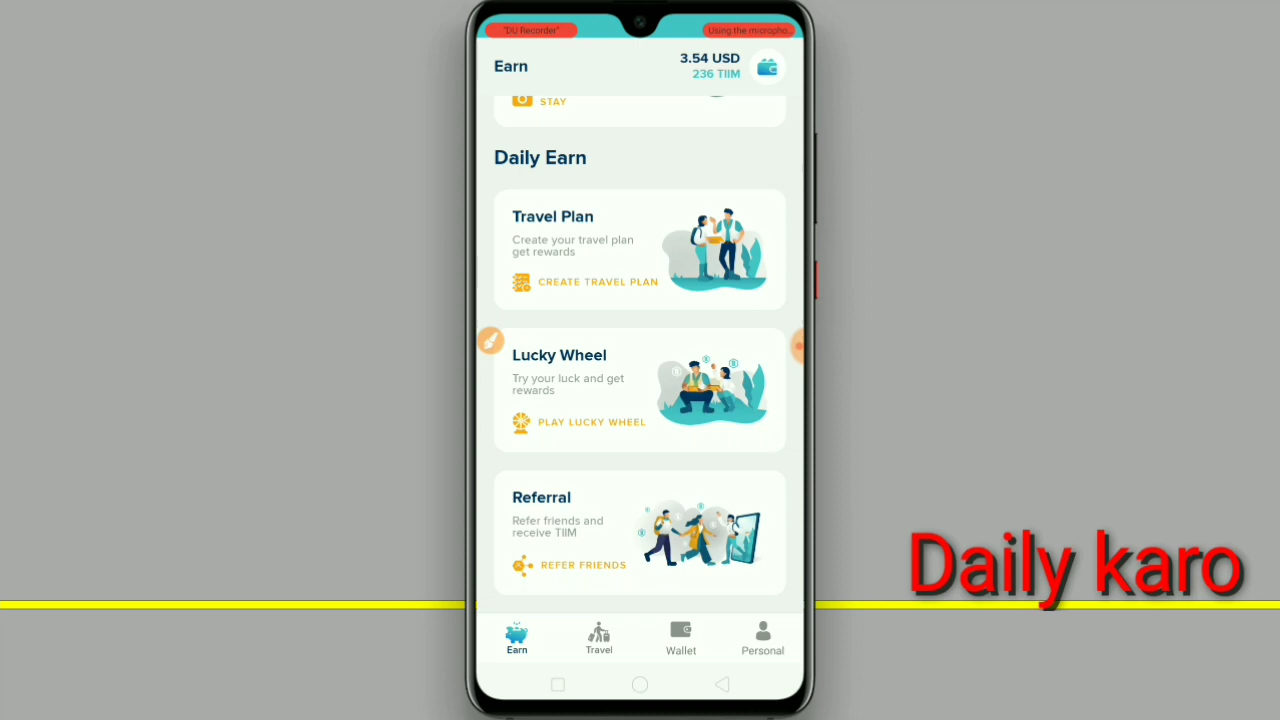 "DU Recorder"
Using the micropho...
Earn
3.54 USD
236 TIIM
STAY
Daily Earn
Travel Plan
Create your travel plan
get rewards
CREATE TRAVEL PLAN
Lucky Wheel
Try your luck and get
rewards
PLAY LUCKY WHEEL
Referral
Refer friends and
receive TIIM
REFER FRIENDS
Daily karo
Earn
Travel
Wallet
Personal